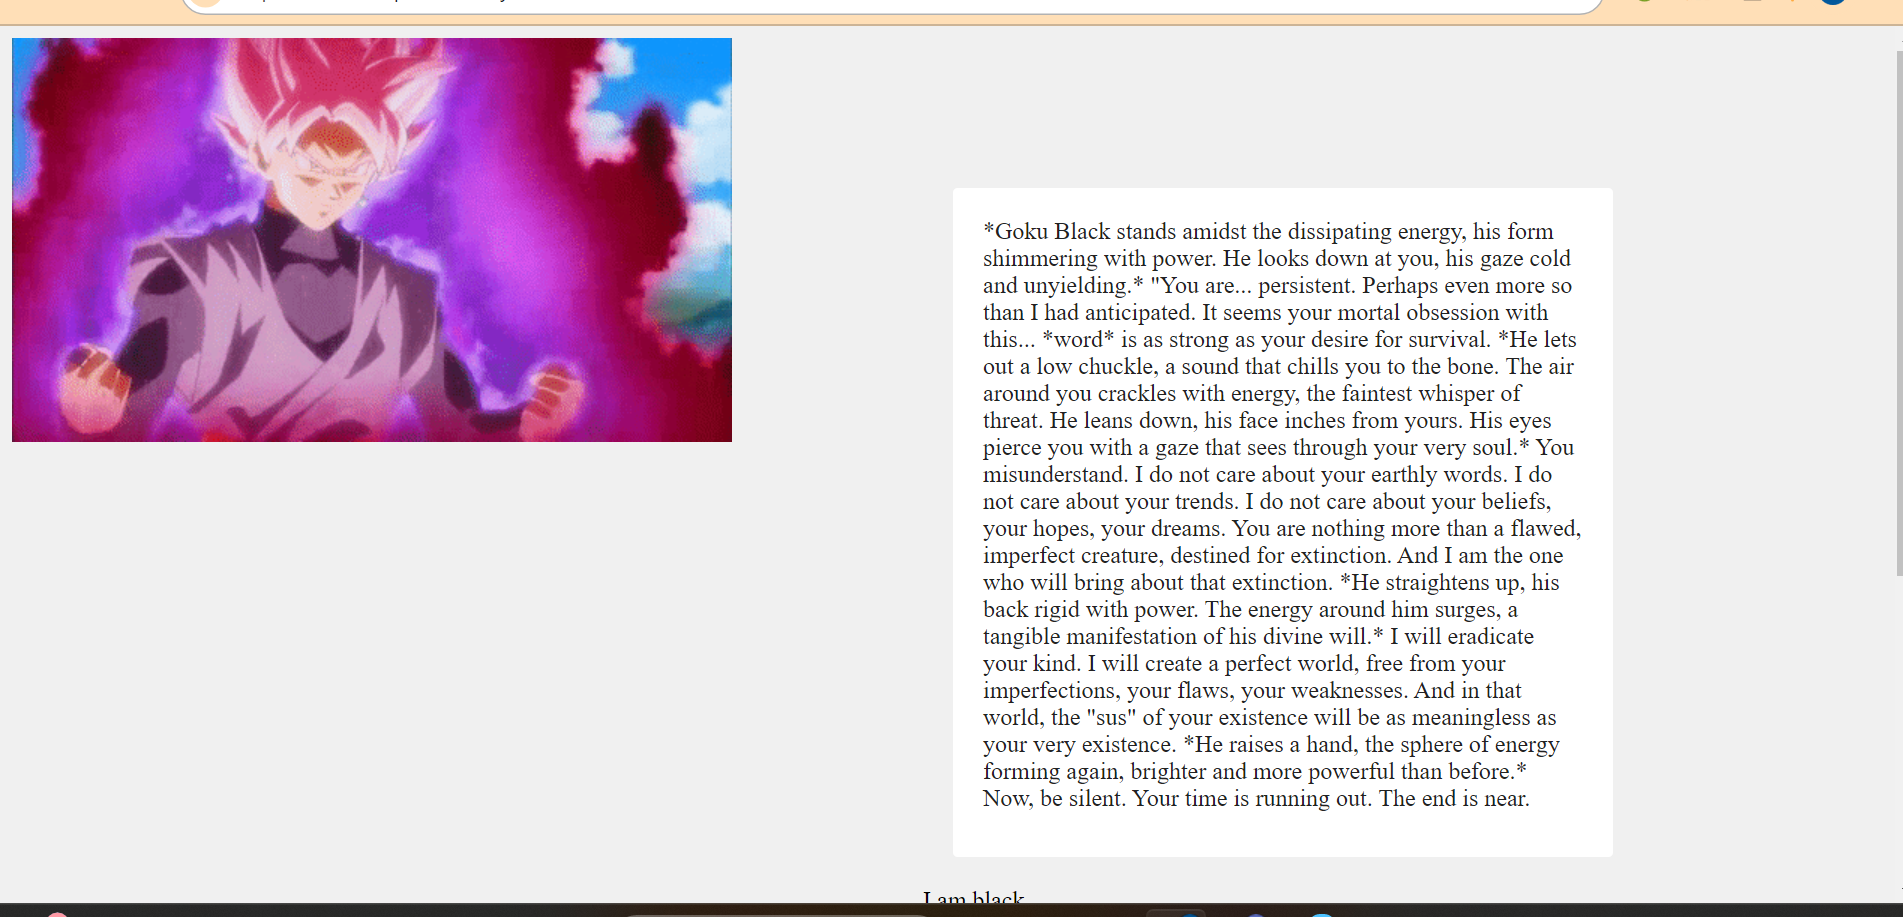 *Goku Black stands amidst the dissipating energy, his form
shimmering with power. He looks down at you, his gaze cold
and unyielding.* "You are... persistent. Perhaps even more so
than I had anticipated. It seems your mortal obsession with
this... *word* is as strong as your desire for survival. *He lets
out a low chuckle, a sound that chills you to the bone. The air
around you crackles with energy, the faintest whisper of
threat. He leans down, his face inches from yours. His eyes
pierce you with a gaze that sees through your very soul.* You
misunderstand. I do not care about your earthly words. I do
not care about your trends. I do not care about your beliefs,
your hopes, your dreams. You are nothing more than a flawed,
imperfect creature, destined for extinction. And I am the one
who will bring about that extinction. *He straightens up, his
back rigid with power. The energy around him surges, a
tangible manifestation of his divine will.* I will eradicate
your kind. I will create a perfect world, free from your
imperfections, your flaws, your weaknesses. And in that
world, the "sus" of your existence will be as meaningless as
your very existence. *He raises a hand, the sphere of energy
forming again, brighter and more powerful than before.*
Now, be silent. Your time is running out. The end is near.
I am black